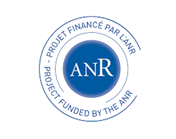 PROJET FINANCÉ PAR L'ANR
ANR
PROJECT FUNDED BY THE ANR